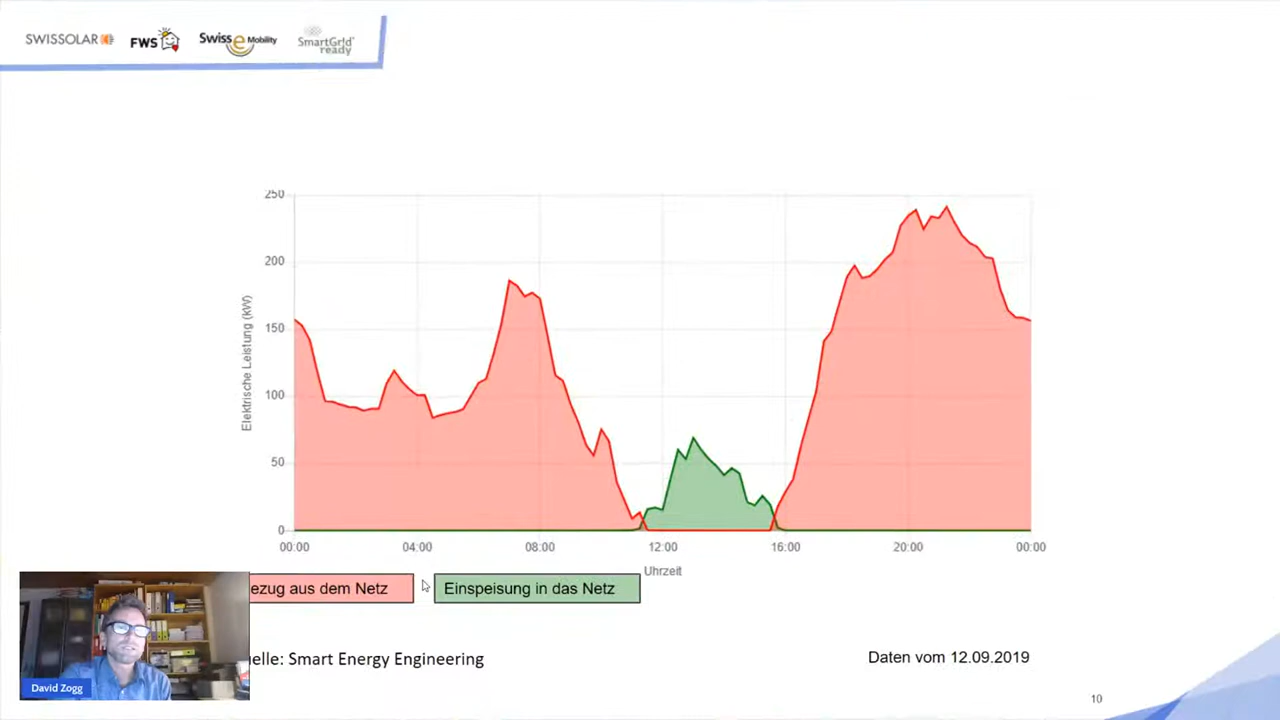 SWISSOLAR
FWS
Swiss e Mobility
SmartGrid ready
250
200
150
100
50
0
Elektrische Leistung (kW)
00:00 04:00 08:00 12:00 16:00 20:00 00:00
Uhrzeit
ezug aus dem Netz
Einspeisung in das Netz
elle: Smart Energy Engineering
Daten vom 12.09.2019
David Zogg
10